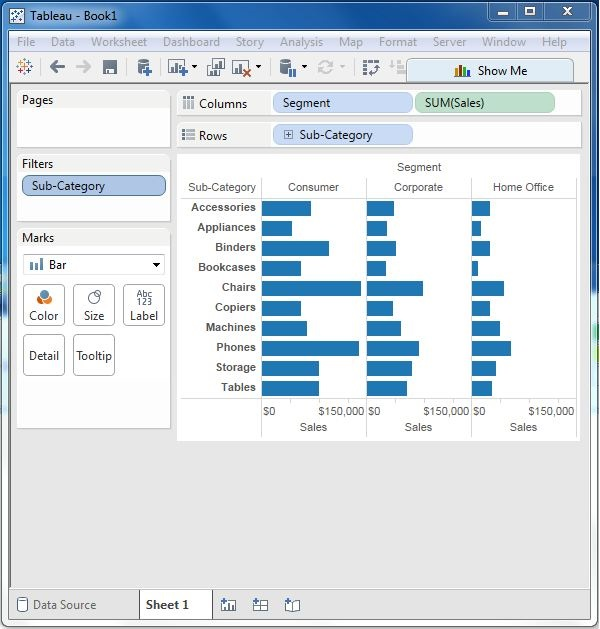 Tableau - Book1
File Data Worksheet Dashboard Story Analysis Map Format Server Window Help
Show Me
Pages
Columns Segment SUM(Sales)
Rows Sub-Category
Filters
Sub-Category
Marks
Bar
Color Size Abc 123 Label
Detail Tooltip
Segment
Sub-Category Consumer Corporate Home Office
Accessories
Appliances
Binders
Bookcases
Chairs
Copiers
Machines
Phones
Storage
Tables
$0 $150,000 $0 $150,000 $0 $150,000
Sales Sales Sales
Data Source Sheet 1